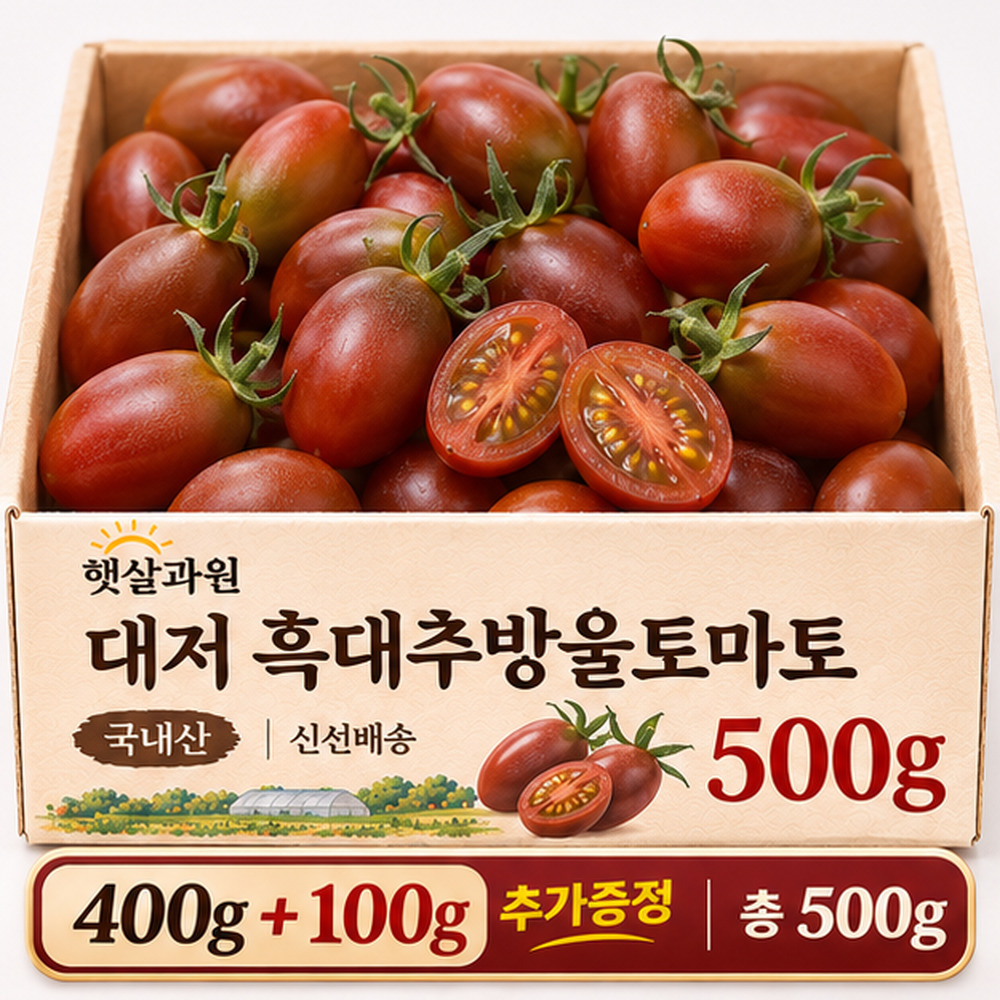 햇살과원
대저 흑대추방울토마토
국내산 | 신선배송
500g
400g + 100g 추가증정 | 총 500g